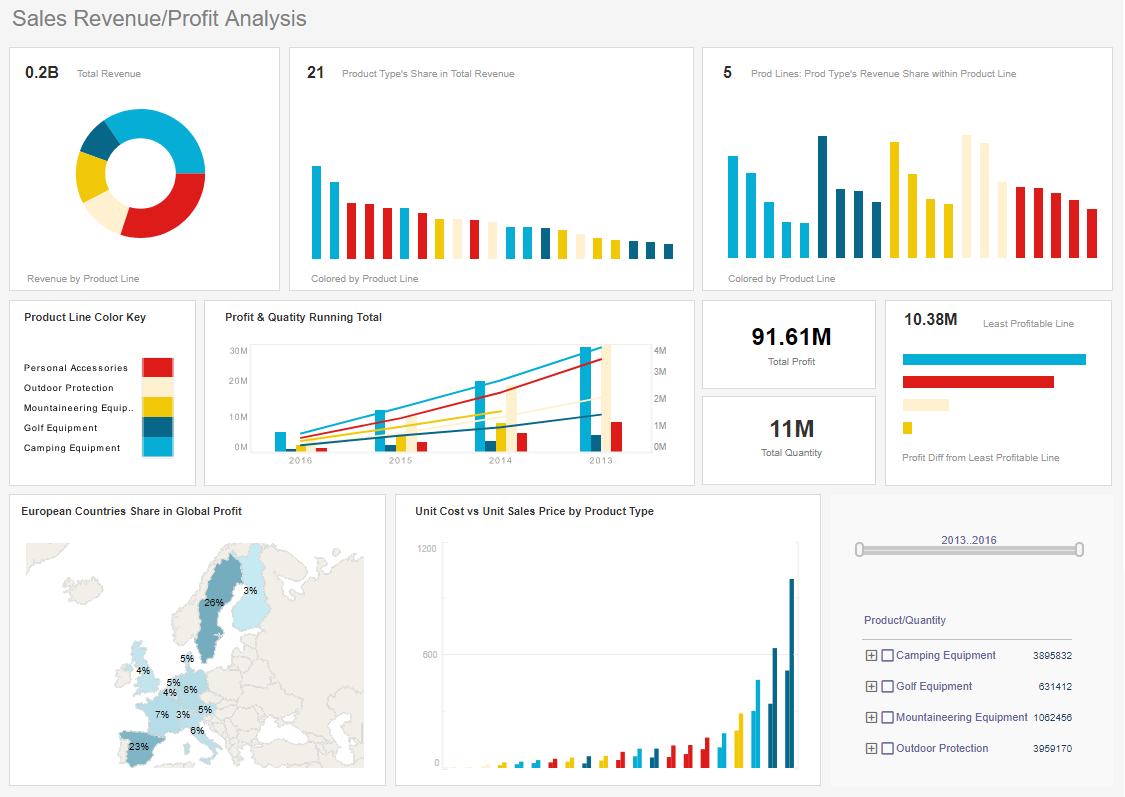 Sales Revenue/Profit Analysis
0.2B Total Revenue
Revenue by Product Line
21 Product Type's Share in Total Revenue
Colored by Product Line
5 Prod Lines: Prod Type's Revenue Share within Product Line
Colored by Product Line
Product Line Color Key
Personal Accessories
Outdoor Protection
Mountaineering Equip..
Golf Equipment
Camping Equipment
Profit & Quatity Running Total
30M
20M
10M
0M
4M
3M
2M
1M
0M
2016 2015 2014 2013
91.61M
Total Profit
11M
Total Quantity
10.38M Least Profitable Line
Profit Diff from Least Profitable Line
European Countries Share in Global Profit
3%
26%
5%
4%
5%
4%
8%
7%
3%
5%
6%
23%
Unit Cost vs Unit Sales Price by Product Type
1200
600
0
2013..2016
Product/Quantity
Camping Equipment 3895832
Golf Equipment 631412
Mountaineering Equipment 1062456
Outdoor Protection 3959170